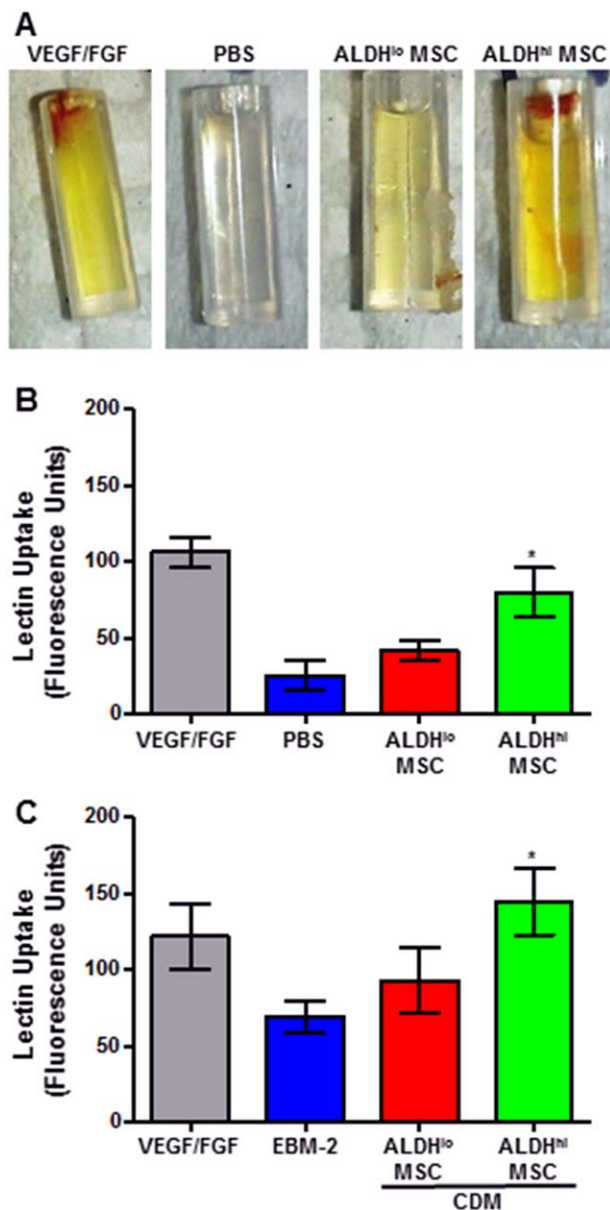 A
VEGF/FGF PBS ALDHˡᵒ MSC ALDHʰⁱ MSC
B
Lectin Uptake
(Fluorescence Units)
200
150
100
50
0
*
VEGF/FGF PBS ALDHˡᵒ ALDHʰⁱ
MSC MSC
C
Lectin Uptake
(Fluorescence Units)
200
150
100
50
0
*
VEGF/FGF EBM-2 ALDHˡᵒ ALDHʰⁱ
MSC MSC
CDM